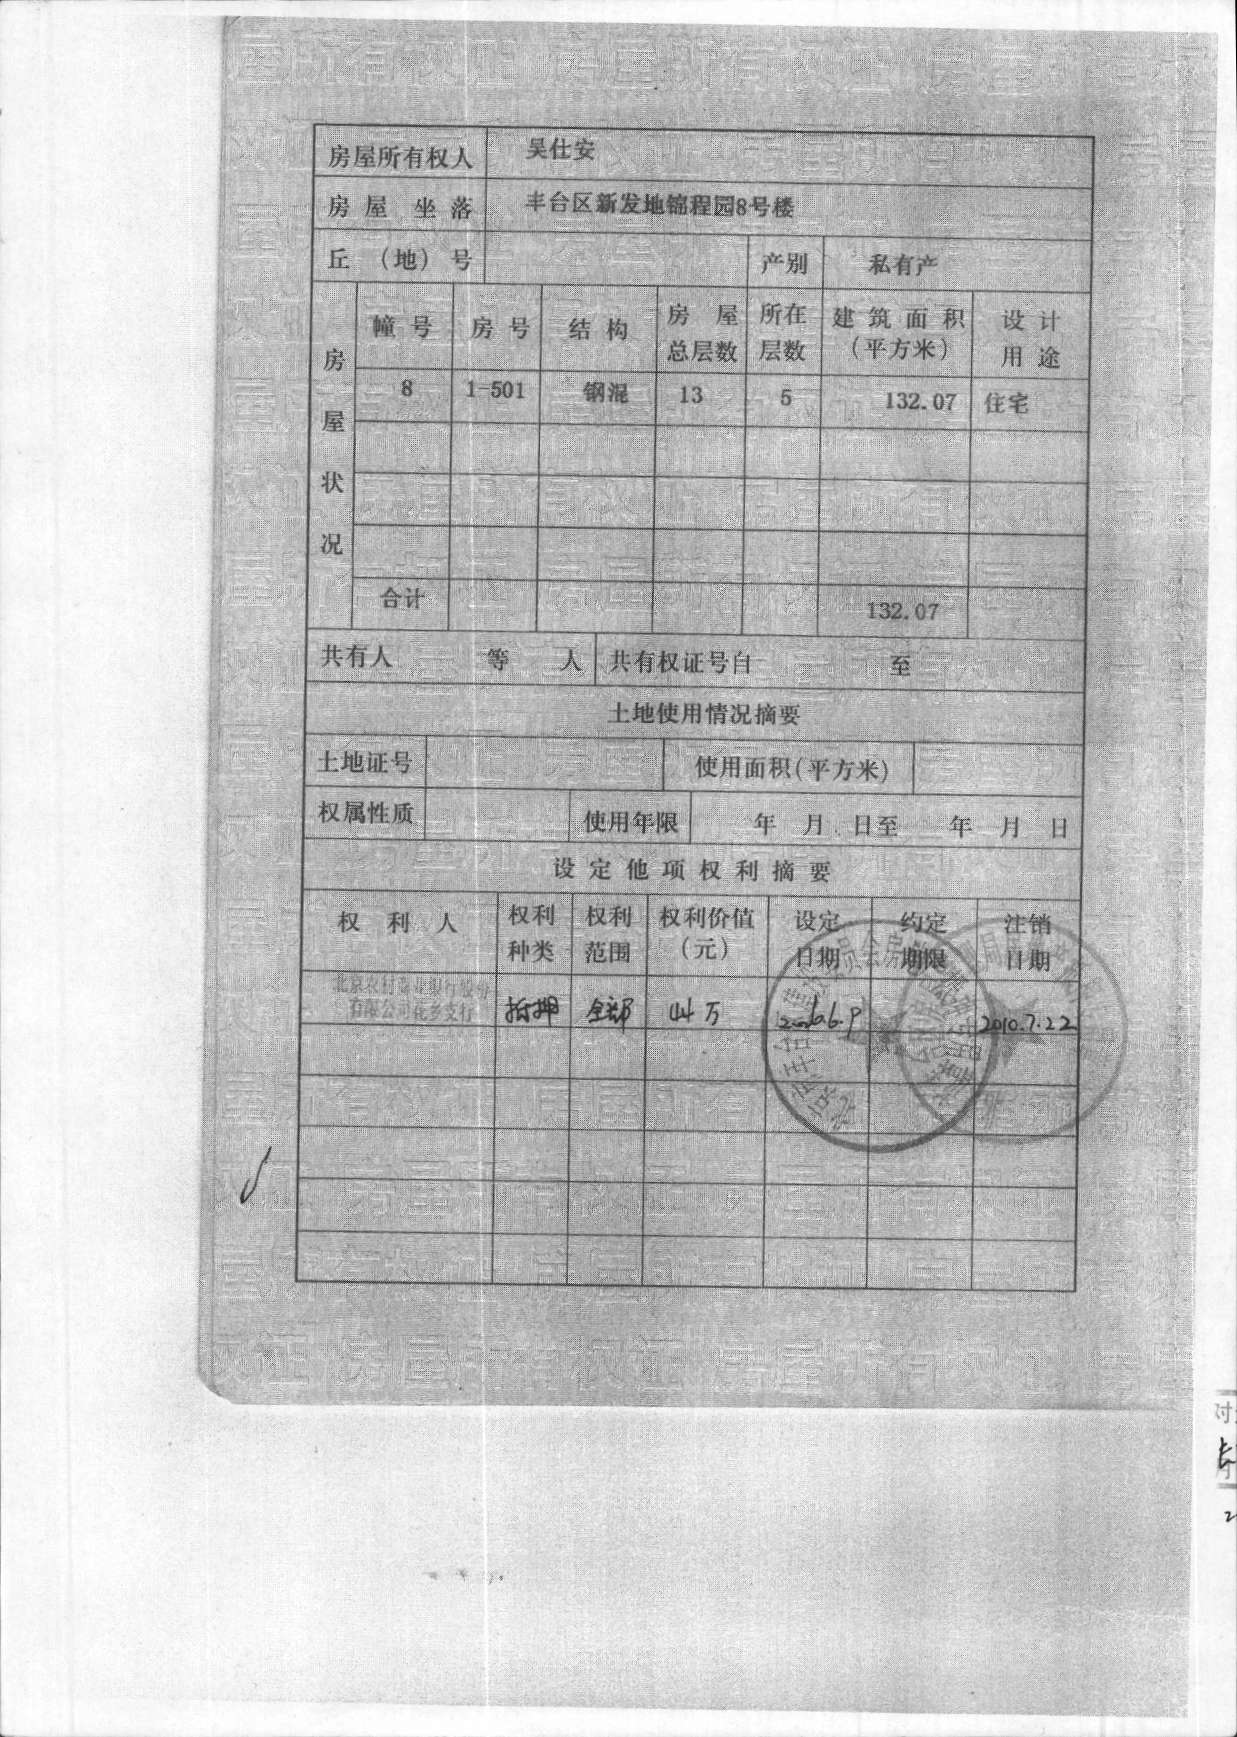 房屋所有权人 吴仕安
房屋坐落 丰台区新发地锦程园8号楼
丘（地）号 产别 私有产
房屋状况
幢号 房号 结构 房屋总层数 所在层数 建筑面积（平方米） 设计用途
8 1-501 钢混 13 5 132.07 住宅
合计 132.07
共有人 等 人 共有权证号自 至
土地使用情况摘要
土地证号 使用面积(平方米)
权属性质 使用年限 年 月 日至 年 月 日
设定他项权利摘要
权利人 权利种类 权利范围 权利价值（元） 设定日期 约定期限 注销日期
北京农村商业银行股份
有限公司花乡支行 抵押 全部 44万 2010.7.22